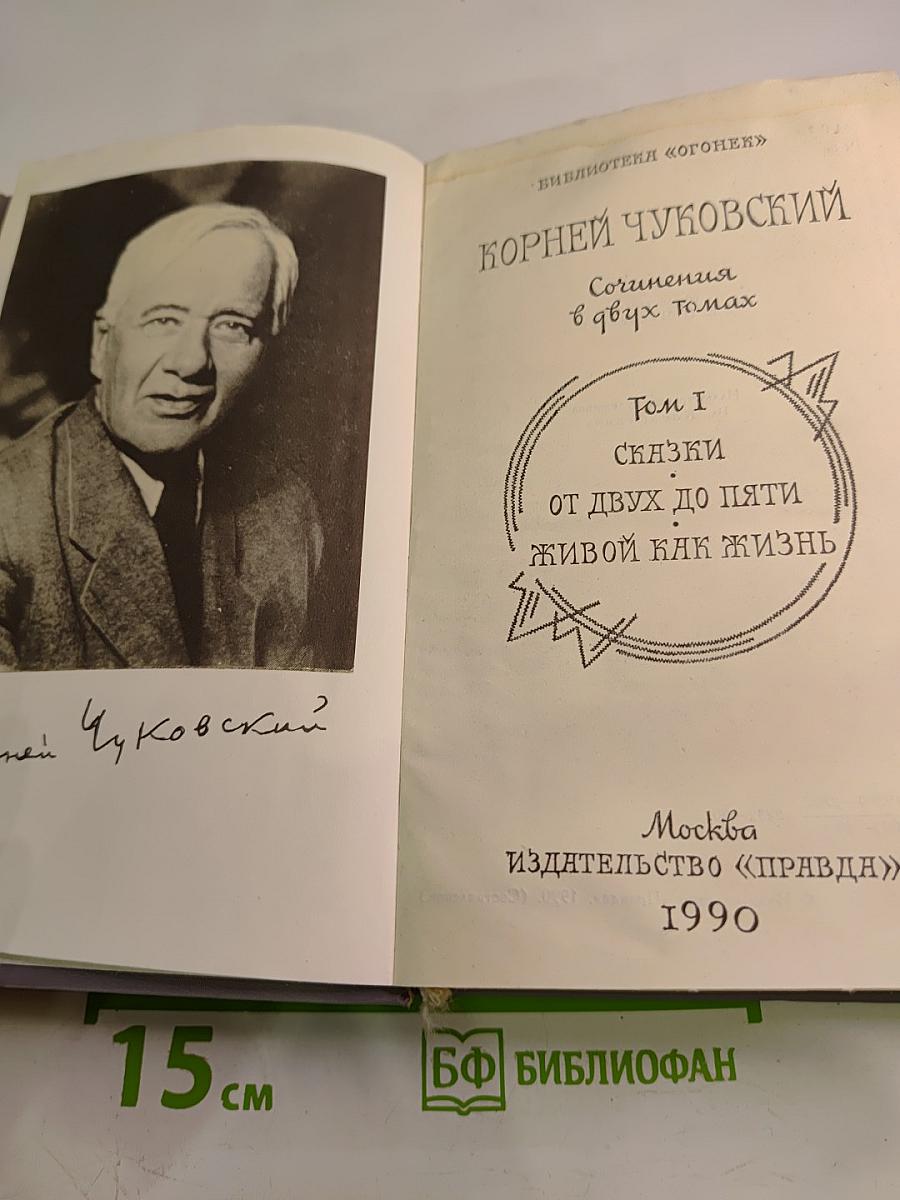 ней Чуковский
БИБЛИОТЕКА «ОГОНЕК»
КОРНЕЙ ЧУКОВСКИЙ
Сочинения
в двух томах
Том I
СКАЗКИ
ОТ ДВУХ ДО ПЯТИ
ЖИВОЙ КАК ЖИЗНЬ
Москва
ИЗДАТЕЛЬСТВО «ПРАВДА»
1990
15 см
БФ БИБЛИОФАН